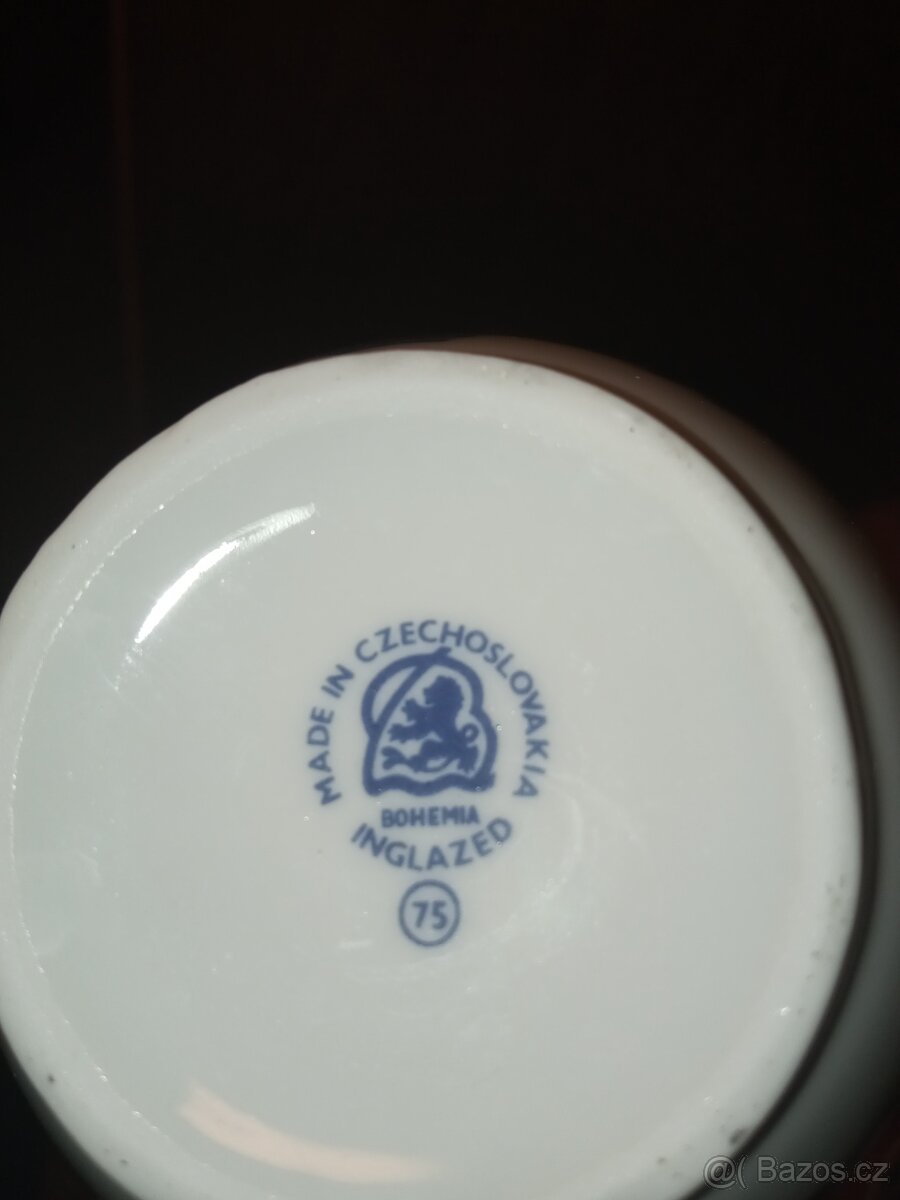 MADE IN CZECHOSLOVAKIA
BOHEMIA
INGLAZED
75
@( Bazos.cz